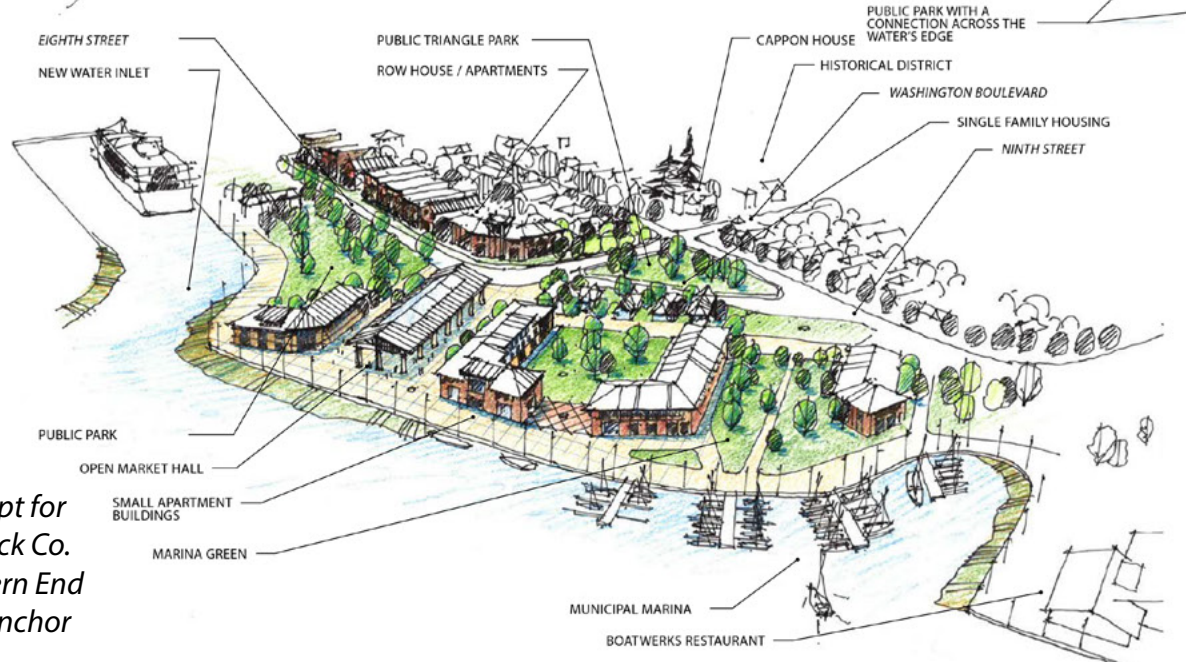 PUBLIC PARK WITH A
CONNECTION ACROSS THE
WATER'S EDGE
EIGHTH STREET
PUBLIC TRIANGLE PARK
CAPPON HOUSE
NEW WATER INLET
ROW HOUSE / APARTMENTS
HISTORICAL DISTRICT
WASHINGTON BOULEVARD
SINGLE FAMILY HOUSING
NINTH STREET
PUBLIC PARK
OPEN MARKET HALL
SMALL APARTMENT
BUILDINGS
MARINA GREEN
pt for
ck Co.
ern End
nchor
MUNICIPAL MARINA
BOATWERKS RESTAURANT